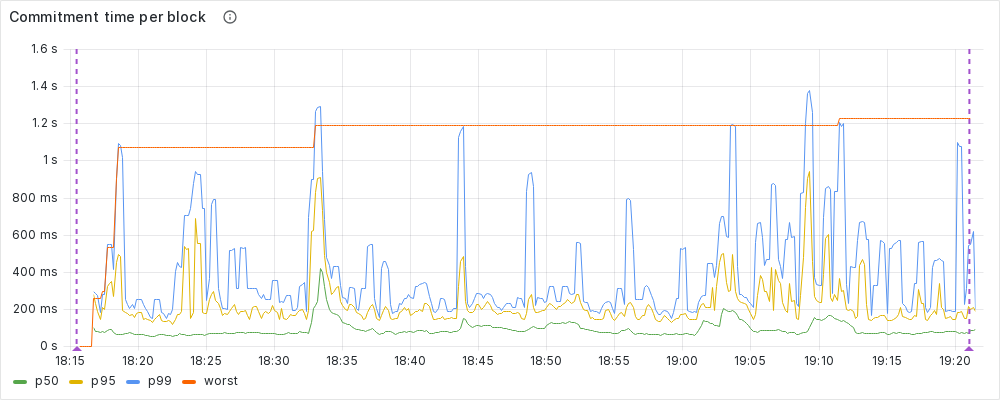 Commitment time per block
1.6 s
1.4 s
1.2 s
1 s
800 ms
600 ms
400 ms
200 ms
0 s
18:15 18:20 18:25 18:30 18:35 18:40 18:45 18:50 18:55 19:00 19:05 19:10 19:15 19:20
p50 p95 p99 worst